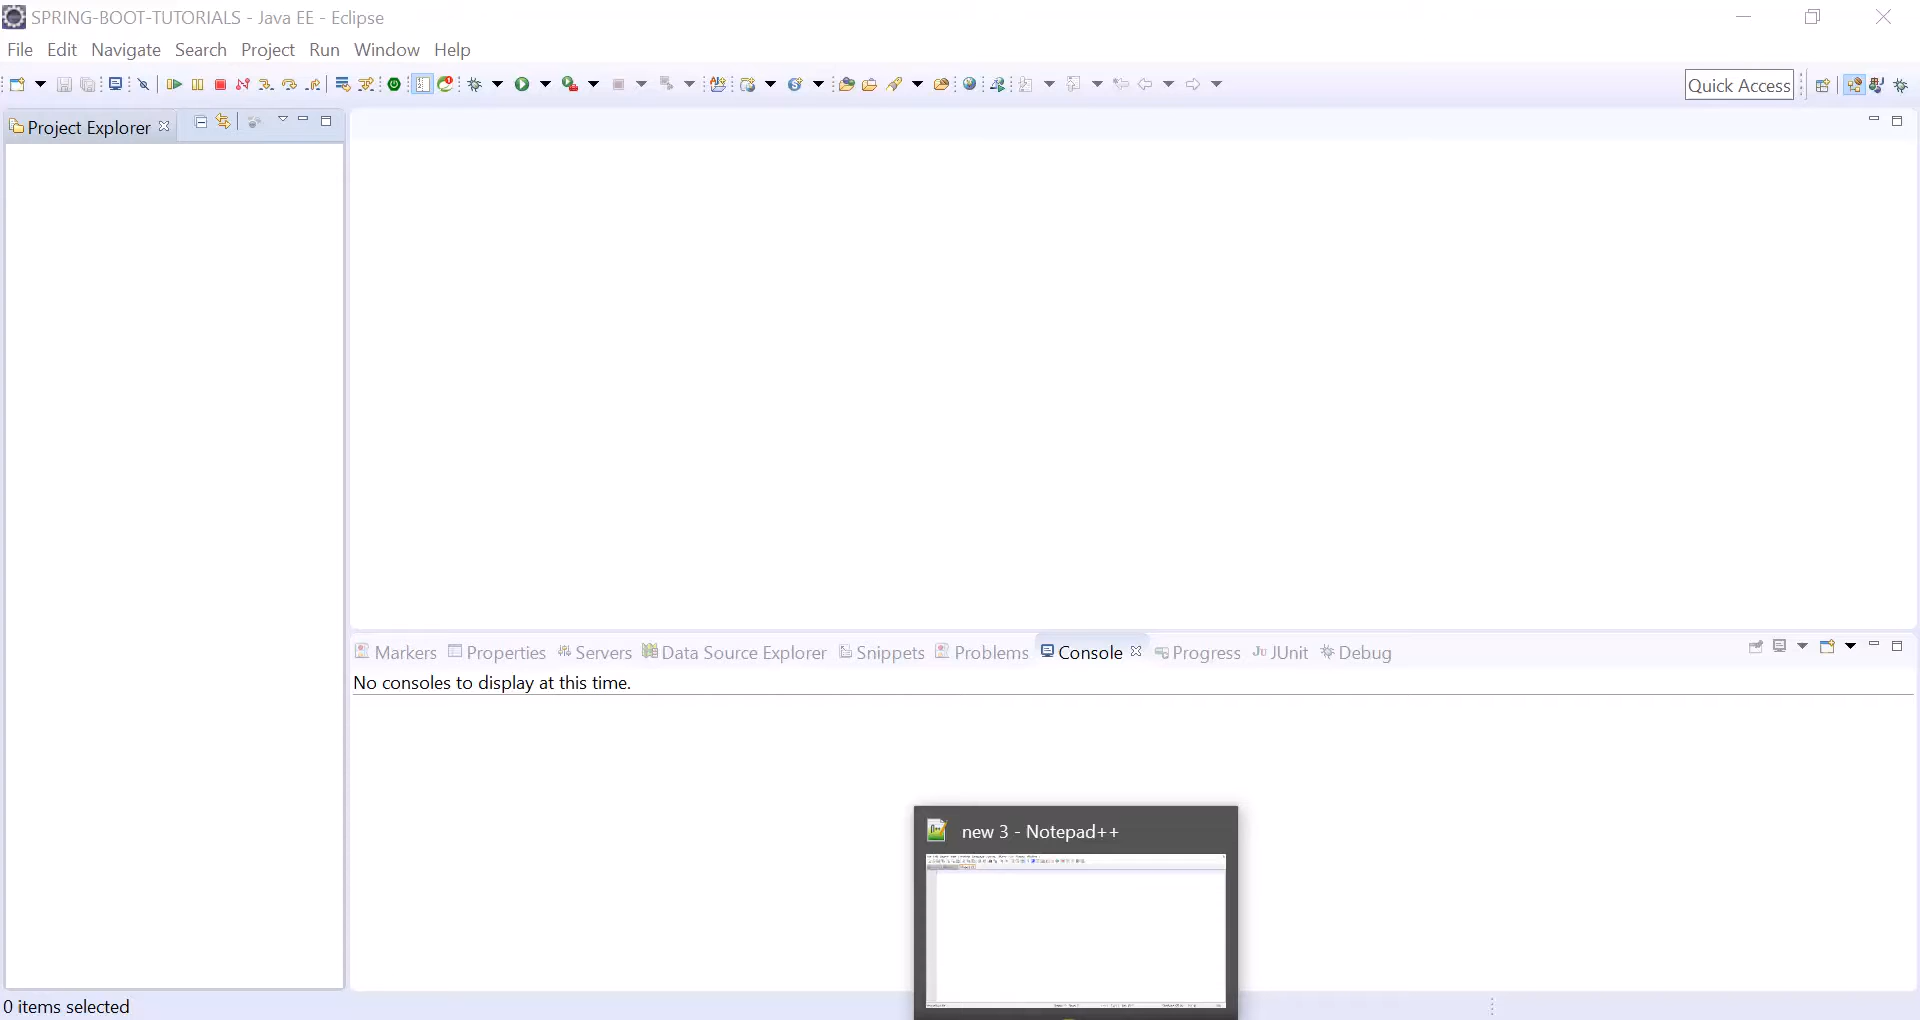 SPRING-BOOT-TUTORIALS - Java EE - Eclipse
File Edit Navigate Search Project Run Window Help
Quick Access
Project Explorer
Markers Properties Servers Data Source Explorer Snippets Problems Console Progress JUnit Debug
No consoles to display at this time.
new 3 - Notepad++
0 items selected